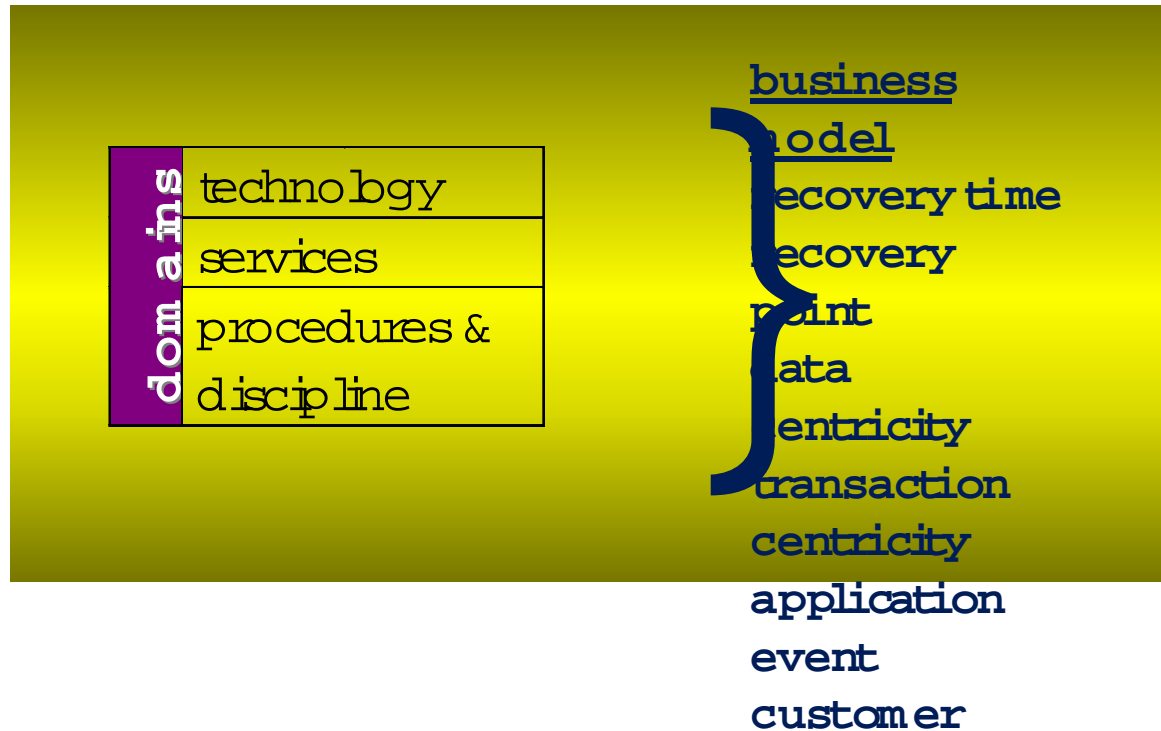 domains
technology
services
procedures &
discipline
business
model
recovery time
recovery
point
data
centricity
transaction
centricity
application
event
customer